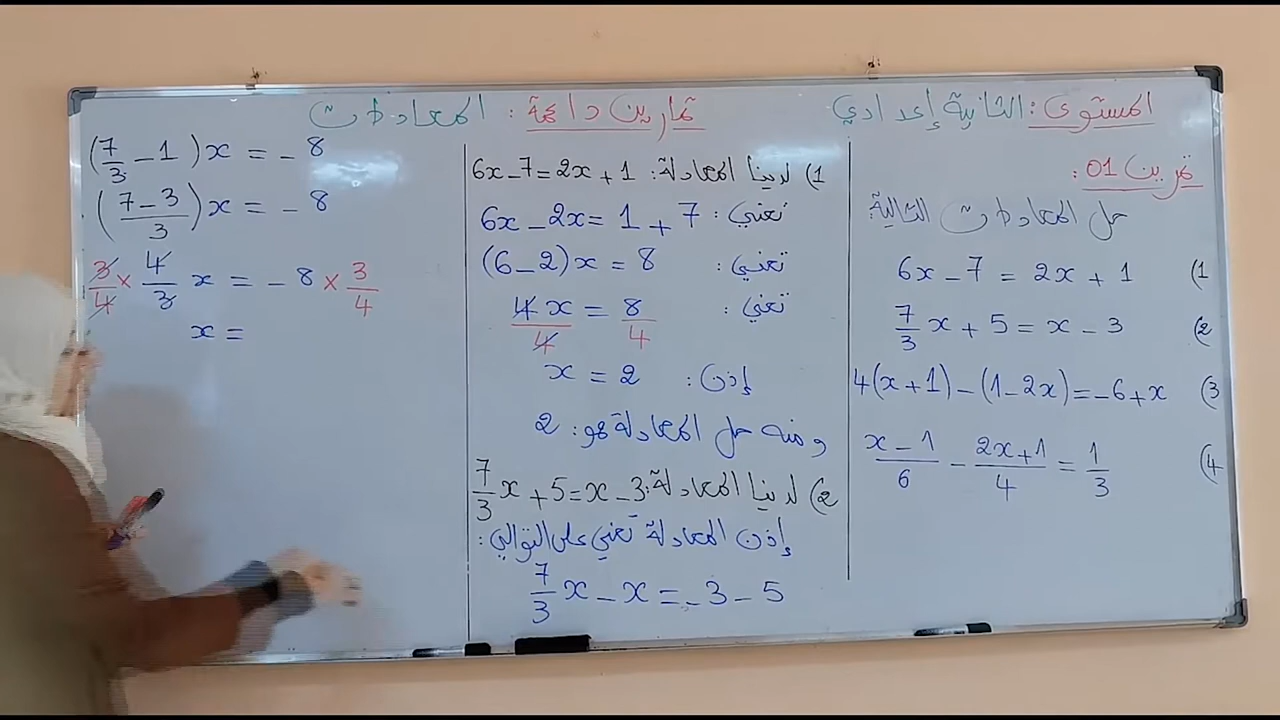 المستوى: الثانية إعدادي
تمارين داعمة: المعادلات
تمرين 01:
حل المعادلات التالية:
1) 6x - 7 = 2x + 1
2) 7/3 x + 5 = x - 3
3) 4(x + 1) - (1 - 2x) = -6 + x
4) (x - 1)/6 - (2x + 1)/4 = 1/3
1) لدينا المعادلة: 6x - 7 = 2x + 1
تعني: 6x - 2x = 1 + 7
تعني: (6 - 2)x = 8
تعني: 4x/4 = 8/4
إذن: x = 2
ومنه حل المعادلة هو: 2
2) لدينا المعادلة: 7/3 x + 5 = x - 3
إذن المعادلة تعني على التوالي:
7/3 x - x = -3 - 5
(7/3 - 1)x = -8
((7 - 3)/3)x = -8
3/4 × 4/3 x = -8 × 3/4
x =